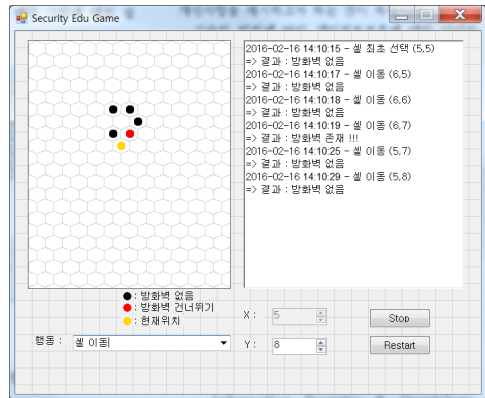 Security Edu Game
2016-02-16 14:10:15 - 셀 최초 선택 (5,5)
=> 결과 : 방화벽 없음
2016-02-16 14:10:17 - 셀 이동 (6,5)
=> 결과 : 방화벽 없음
2016-02-16 14:10:18 - 셀 이동 (6,6)
=> 결과 : 방화벽 없음
2016-02-16 14:10:19 - 셀 이동 (6,7)
=> 결과 : 방화벽 존재 !!!
2016-02-16 14:10:25 - 셀 이동 (5,7)
=> 결과 : 방화벽 없음
2016-02-16 14:10:29 - 셀 이동 (5,8)
=> 결과 : 방화벽 없음
: 방화벽 없음
: 방화벽 건너뛰기
: 현재위치
X : 5
Stop
행동 : 셀 이동
Y : 8
Restart